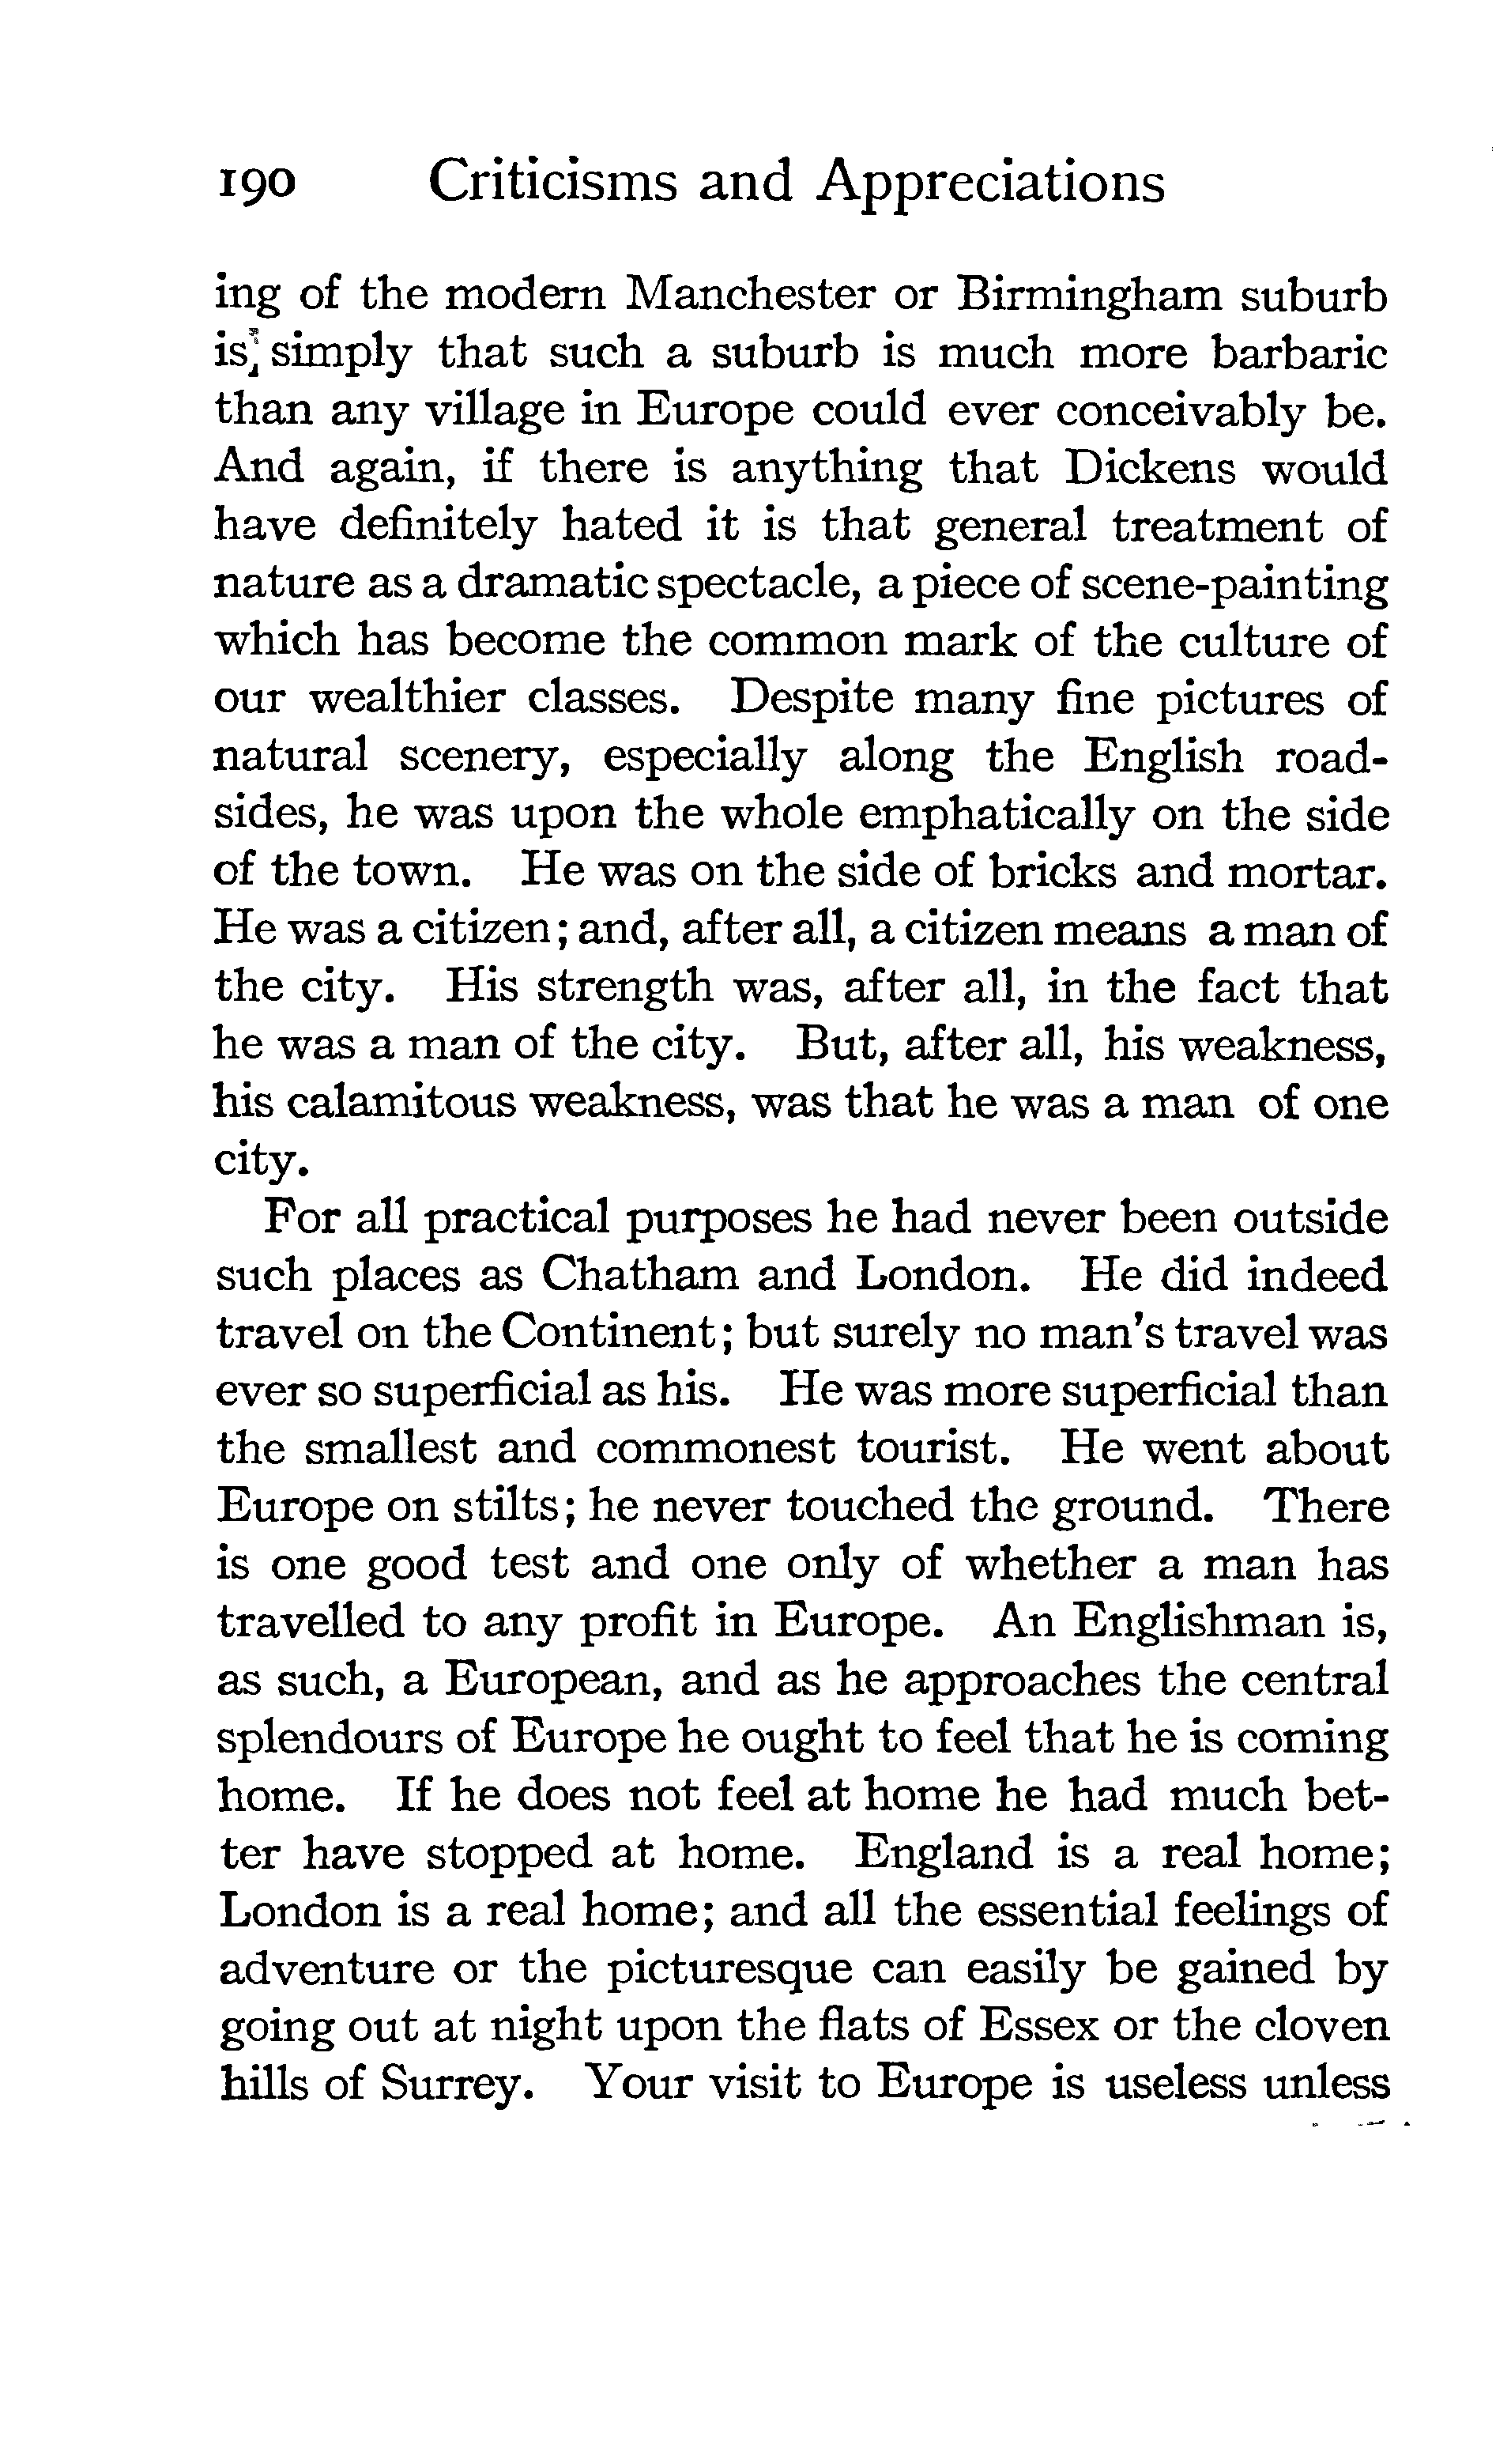 190 Criticisms and Appreciations
ing of the modern Manchester or Birmingham suburb
is simply that such a suburb is much more barbaric
than any village in Europe could ever conceivably be.
And again, if there is anything that Dickens would
have definitely hated it is that general treatment of
nature as a dramatic spectacle, a piece of scene-painting
which has become the common mark of the culture of
our wealthier classes. Despite many fine pictures of
natural scenery, especially along the English road-
sides, he was upon the whole emphatically on the side
of the town. He was on the side of bricks and mortar.
He was a citizen; and, after all, a citizen means a man of
the city. His strength was, after all, in the fact that
he was a man of the city. But, after all, his weakness,
his calamitous weakness, was that he was a man of one
city.
For all practical purposes he had never been outside
such places as Chatham and London. He did indeed
travel on the Continent; but surely no man's travel was
ever so superficial as his. He was more superficial than
the smallest and commonest tourist. He went about
Europe on stilts; he never touched the ground. There
is one good test and one only of whether a man has
travelled to any profit in Europe. An Englishman is,
as such, a European, and as he approaches the central
splendours of Europe he ought to feel that he is coming
home. If he does not feel at home he had much bet-
ter have stopped at home. England is a real home;
London is a real home; and all the essential feelings of
adventure or the picturesque can easily be gained by
going out at night upon the flats of Essex or the cloven
hills of Surrey. Your visit to Europe is useless unless